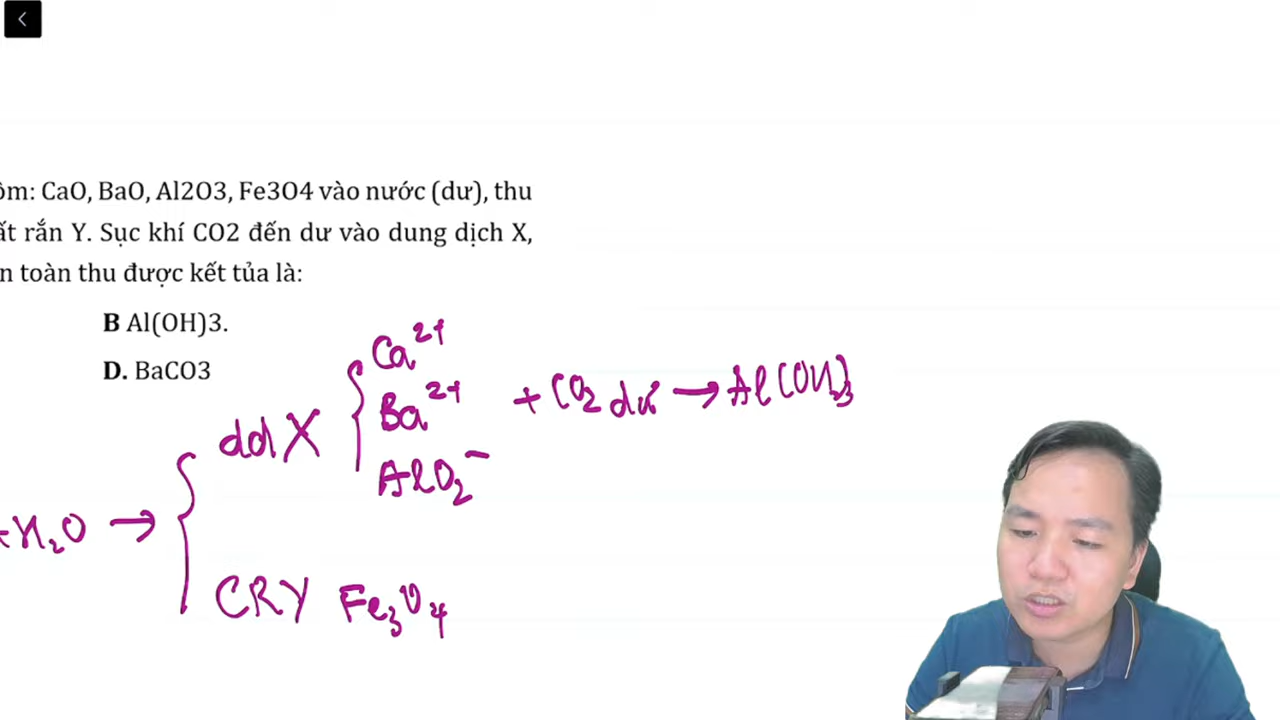 ôm: CaO, BaO, Al2O3, Fe3O4 vào nước (dư), thu
ất rắn Y. Sục khí CO2 đến dư vào dung dịch X,
n toàn thu được kết tủa là:
B Al(OH)3.
D. BaCO3
Ca²⁺
Ba²⁺ + CO₂ dư → Al(OH)₃
ddX
AlO₂⁻
+H₂O →
CRY Fe₃O₄